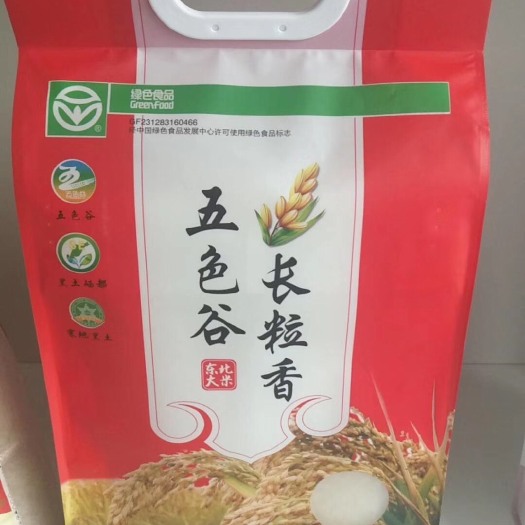 绿色食品
GreenFood
GF231283160466
经中国绿色食品发展中心许可使用绿色食品标志
五色谷
五色谷
长粒香
东北
大米
寒地黑土